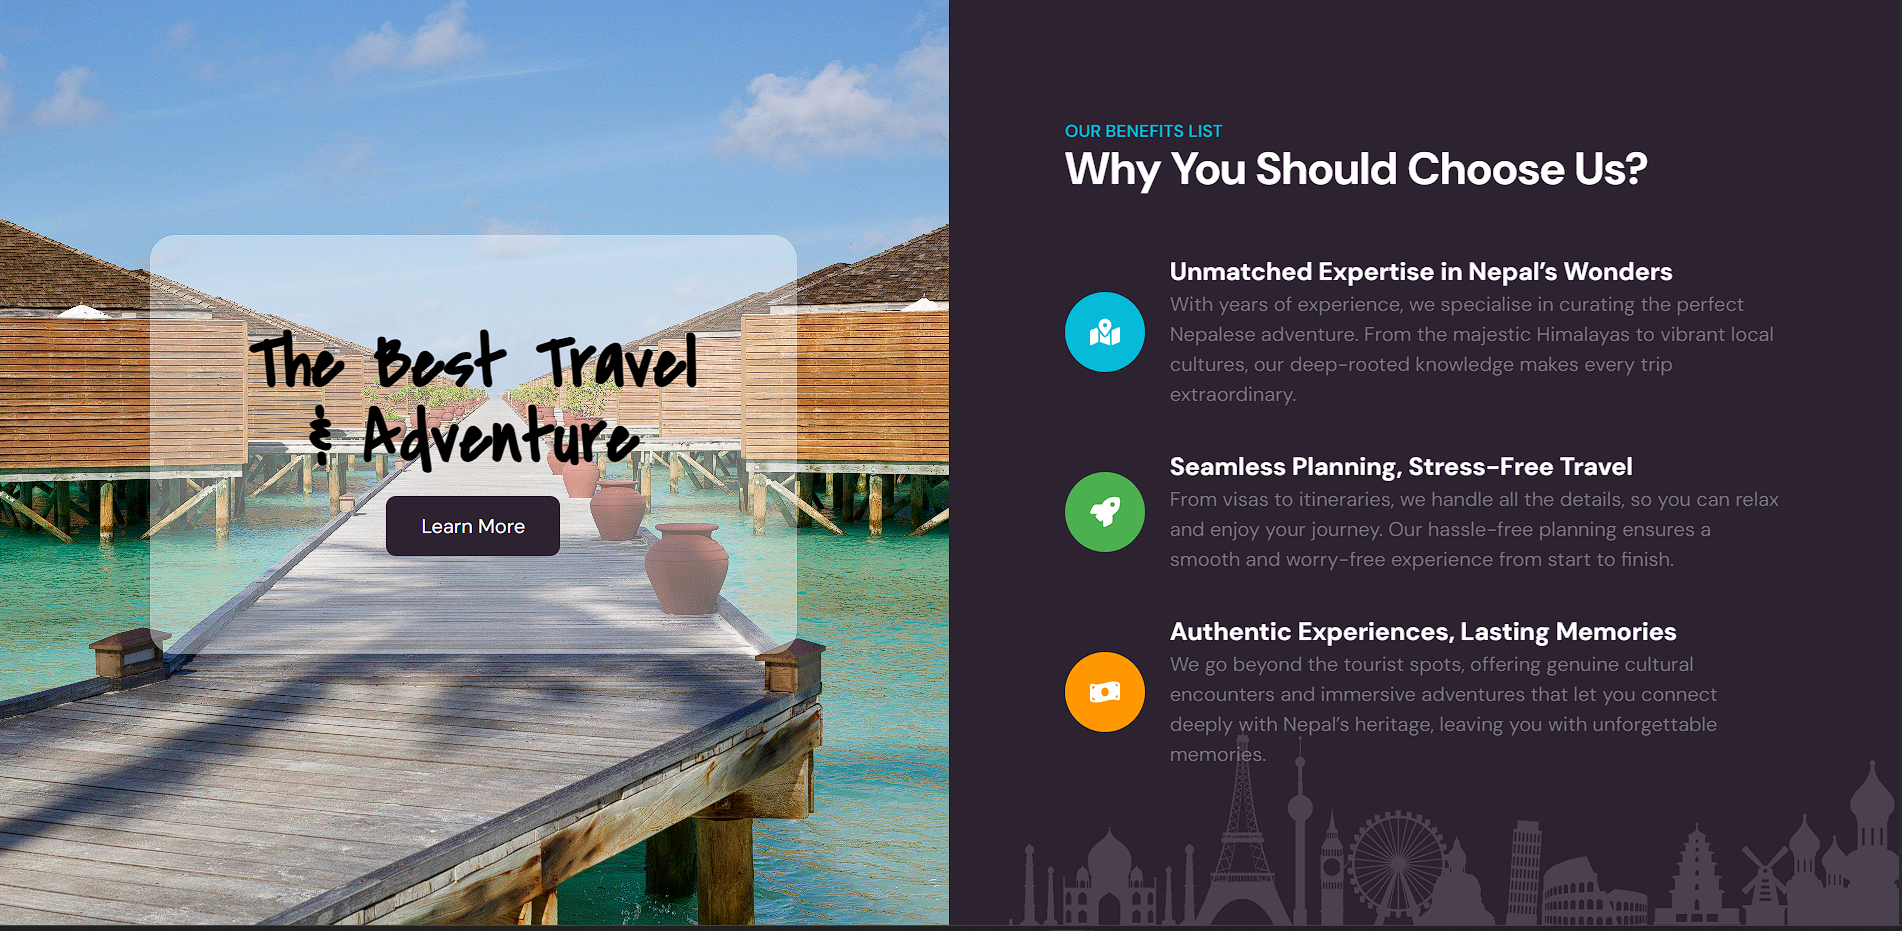 The Best Travel
& Adventure
Learn More
OUR BENEFITS LIST
Why You Should Choose Us?
Unmatched Expertise in Nepal’s Wonders
With years of experience, we specialise in curating the perfect
Nepalese adventure. From the majestic Himalayas to vibrant local
cultures, our deep-rooted knowledge makes every trip
extraordinary.
Seamless Planning, Stress-Free Travel
From visas to itineraries, we handle all the details, so you can relax
and enjoy your journey. Our hassle-free planning ensures a
smooth and worry-free experience from start to finish.
Authentic Experiences, Lasting Memories
We go beyond the tourist spots, offering genuine cultural
encounters and immersive adventures that let you connect
deeply with Nepal’s heritage, leaving you with unforgettable
memories.